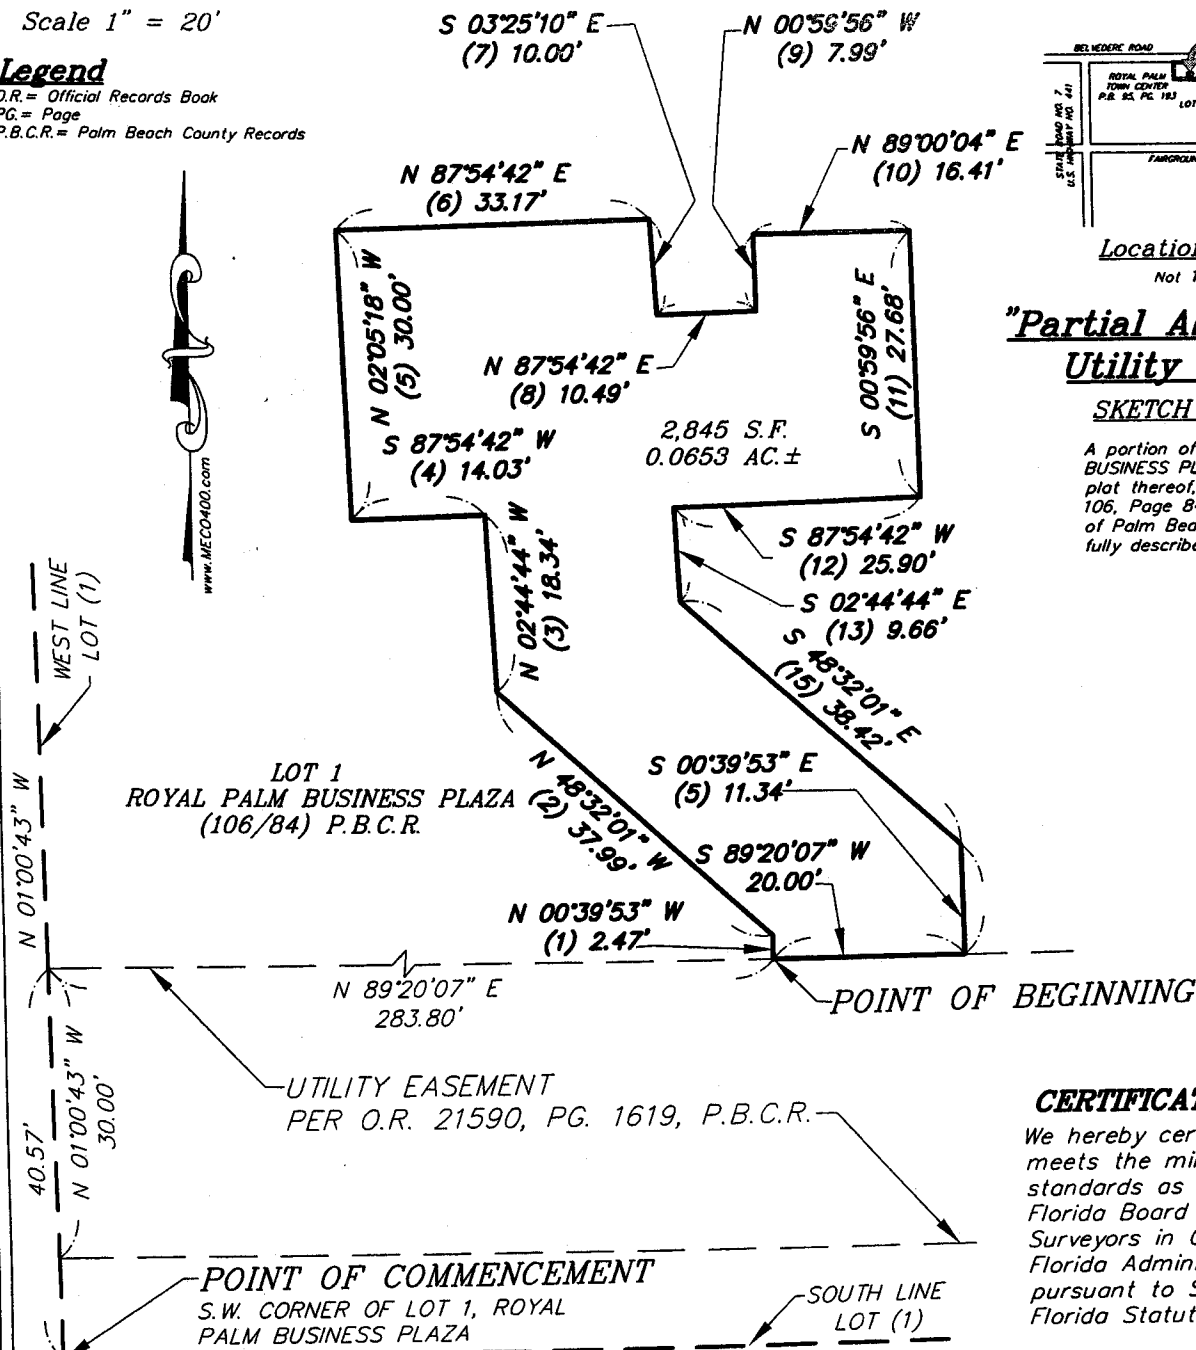 Scale 1" = 20'
Legend
O.R.= Official Records Book
PG.= Page
P.B.C.R.= Palm Beach County Records
S 03°25'10" E
(7) 10.00'
N 00°59'56" W
(9) 7.99'
N 89°00'04" E
(10) 16.41'
N 87°54'42" E
(6) 33.17'
BELVEDERE ROAD
ROYAL PALM
TOWN CENTER
P.B. 95, PG. 193
LOT
STATE ROAD NO. 7
U.S. HIGHWAY NO. 441
FAIRGROUN
Location
Not T
"Partial Ab
Utility
SKETCH
A portion of
BUSINESS PL
plat thereof,
106, Page 8
of Palm Bea
fully describe
N 02°05'18" W
(5) 30.00'
N 87°54'42" E
(8) 10.49'
S 00°59'56" E
(11) 27.68'
2,845 S.F.
0.0653 AC.±
S 87°54'42" W
(4) 14.03'
www.MECO400.com
N 02°44'44" W
(3) 18.34'
S 87°54'42" W
(12) 25.90'
S 02°44'44" E
(13) 9.66'
S 48°32'01" E
(15) 38.42'
WEST LINE
LOT (1)
N 01°00'43" W
LOT 1
ROYAL PALM BUSINESS PLAZA
(106/84) P.B.C.R.
N 48°32'01" W
(2) 37.99'
S 00°39'53" E
(5) 11.34'
S 89°20'07" W
20.00'
N 00°39'53" W
(1) 2.47'
N 89°20'07" E
283.80'
POINT OF BEGINNING
UTILITY EASEMENT
PER O.R. 21590, PG. 1619, P.B.C.R.
40.57'
N 01°00'43" W
30.00'
CERTIFICAT
We hereby cer
meets the mi
standards as
Florida Board
Surveyors in
Florida Admin
pursuant to S
Florida Statut
POINT OF COMMENCEMENT
S.W. CORNER OF LOT 1, ROYAL
PALM BUSINESS PLAZA
SOUTH LINE
LOT (1)